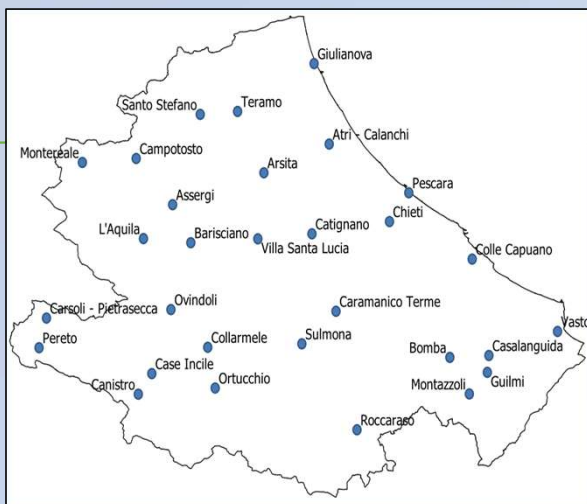 Giulianova
Santo Stefano
Teramo
Atri - Calanchi
Montereale
Campotosto
Arsita
Pescara
Assergi
Chieti
L'Aquila
Barisciano
Villa Santa Lucia
Catignano
Colle Capuano
Carsoli - Pietrasecca
Ovindoli
Caramanico Terme
Vasto
Pereto
Collarmele
Sulmona
Bomba
Casalanguida
Case Incile
Canistro
Ortucchio
Montazzoli
Guilmi
Roccaraso